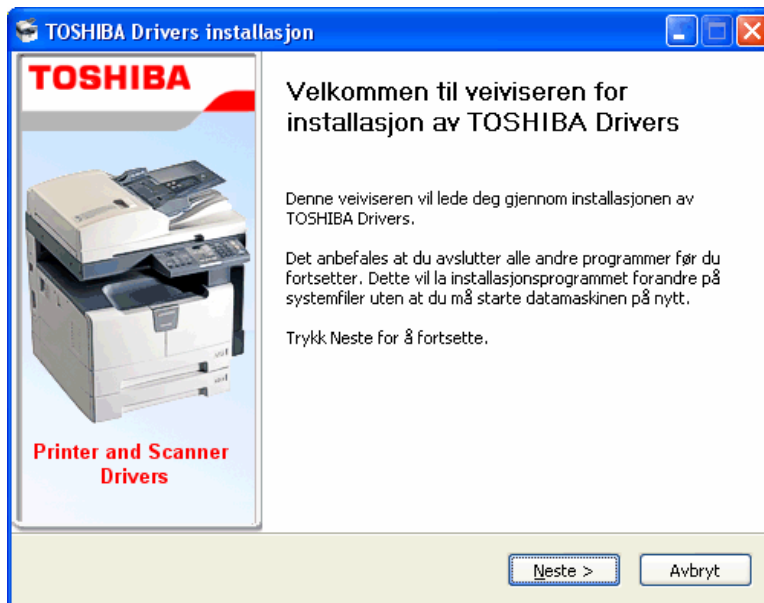 TOSHIBA Drivers installasjon
TOSHIBA
Velkommen til veiviseren for
installasjon av TOSHIBA Drivers
Denne veiviseren vil lede deg gjennom installasjonen av
TOSHIBA Drivers.
Det anbefales at du avslutter alle andre programmer før du
fortsetter. Dette vil la installasjonsprogrammet forandre på
systemfiler uten at du må starte datamaskinen på nytt.
Trykk Neste for å fortsette.
Printer and Scanner
Drivers
Neste >
Avbryt